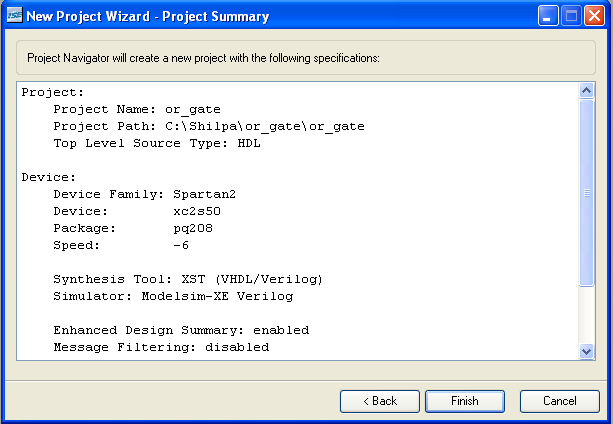 ISE New Project Wizard - Project Summary
Project Navigator will create a new project with the following specifications:
Project:
    Project Name: or_gate
    Project Path: C:\Shilpa\or_gate\or_gate
    Top Level Source Type: HDL

Device:
    Device Family: Spartan2
    Device:         xc2s50
    Package:        pq208
    Speed:          -6

    Synthesis Tool: XST (VHDL/Verilog)
    Simulator: Modelsim-XE Verilog

    Enhanced Design Summary: enabled
    Message Filtering: disabled
< Back Finish Cancel